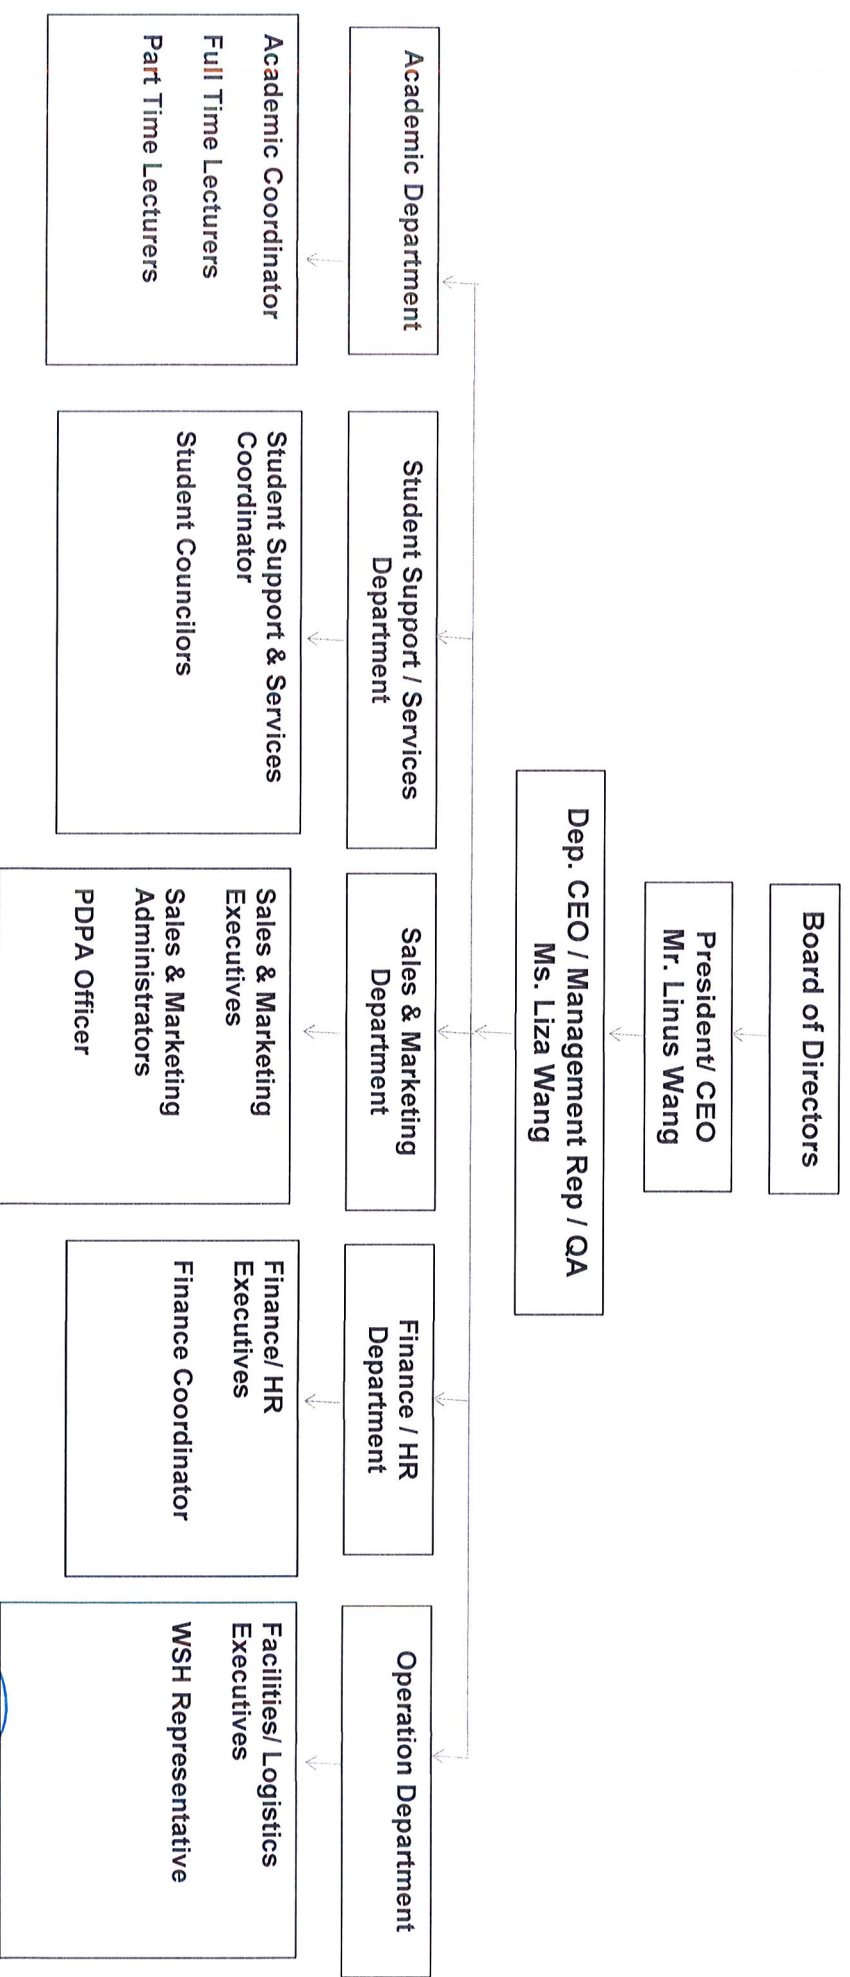 Board of Directors
President/ CEO
Mr. Linus Wang
Dep. CEO / Management Rep / QA
Ms. Liza Wang
Academic Department
Student Support / Services
Department
Sales & Marketing
Department
Finance / HR
Department
Operation Department
Academic Coordinator
Full Time Lecturers
Part Time Lecturers
Student Support & Services
Coordinator
Student Councilors
Sales & Marketing
Executives
Sales & Marketing
Administrators
PDPA Officer
Finance/ HR
Executives
Finance Coordinator
Facilities/ Logistics
Executives
WSH Representative